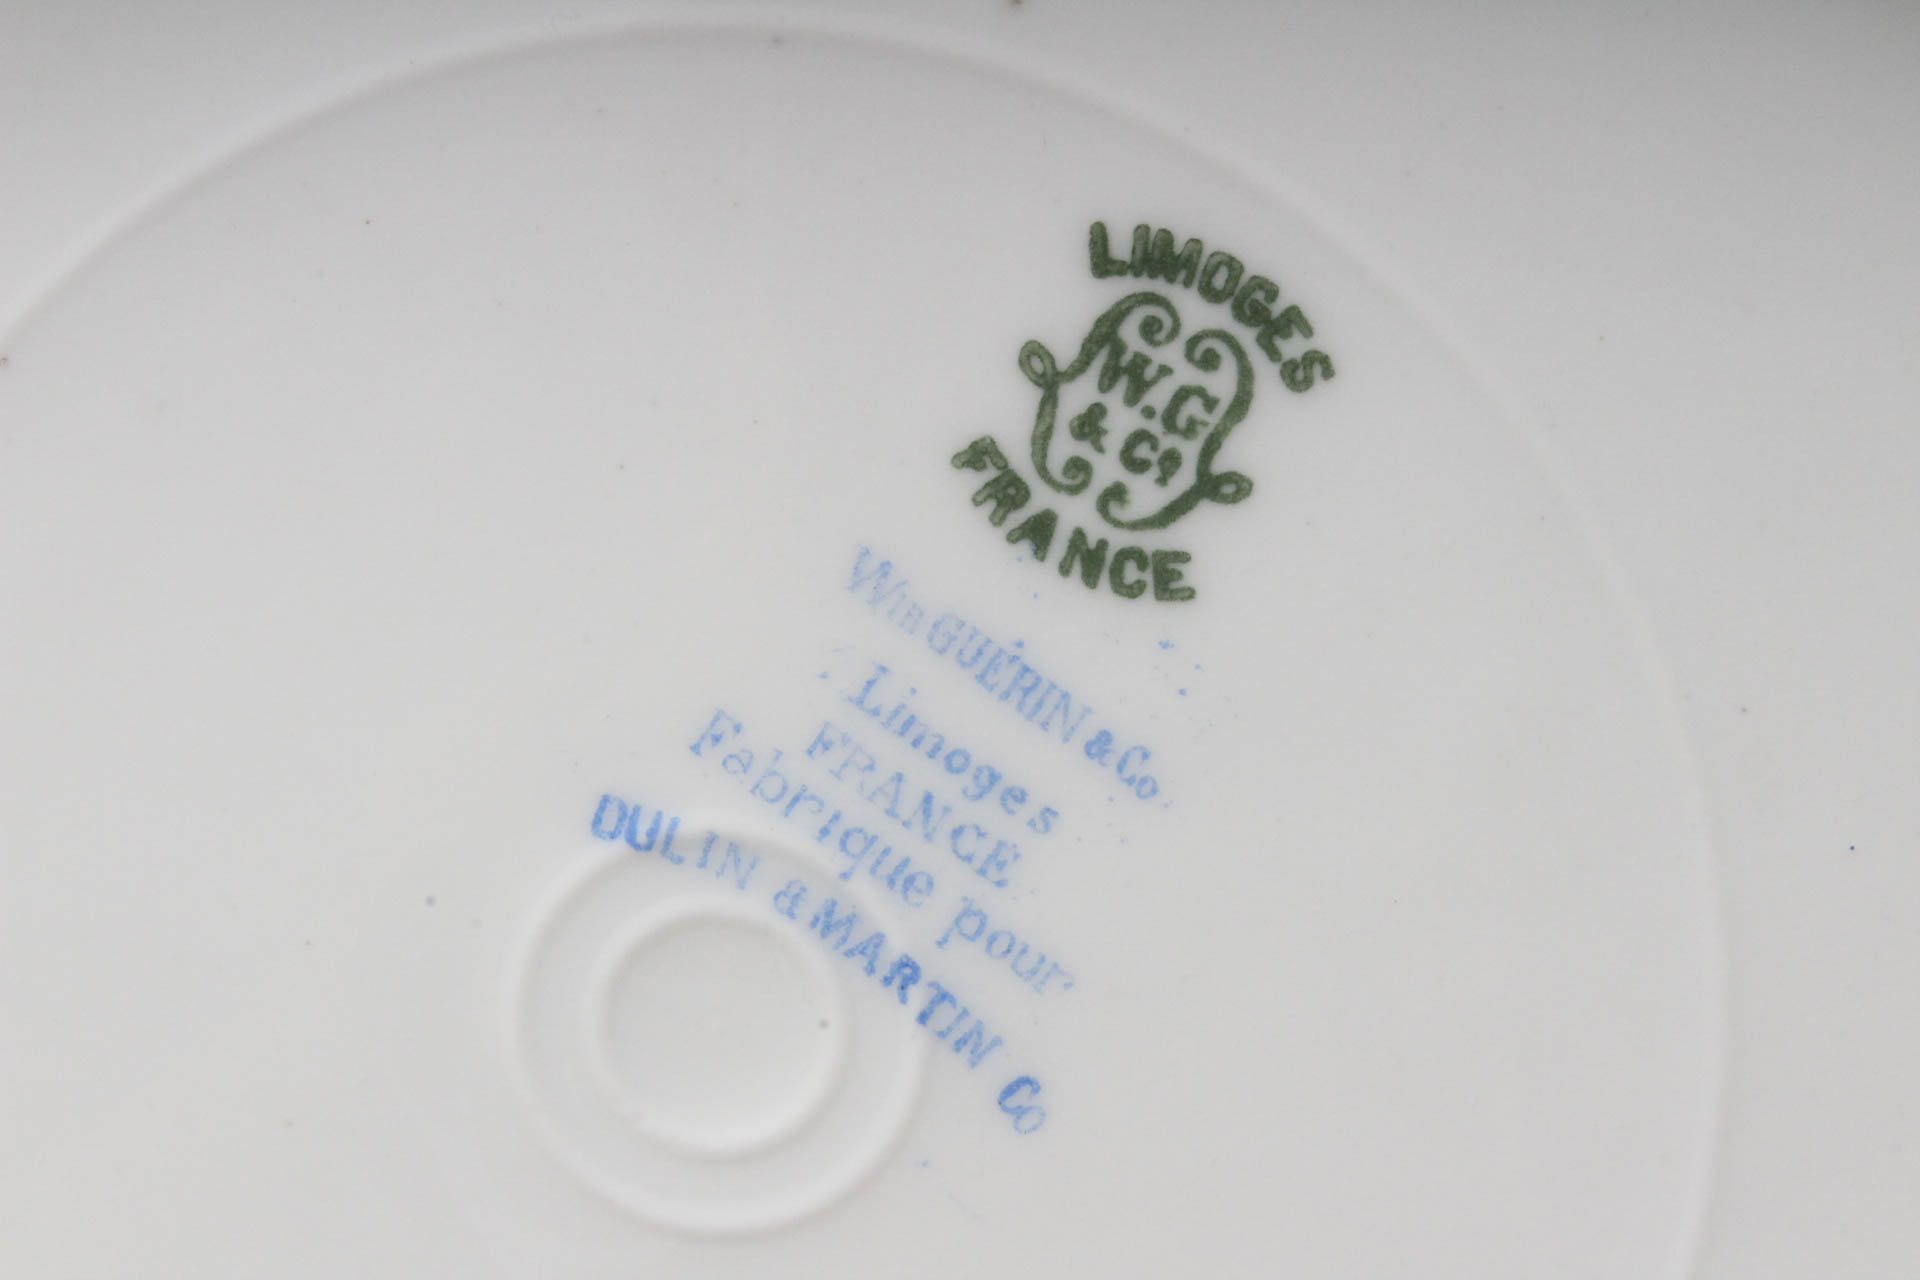 LIMOGES
W.G
& Co
FRANCE
Wm GUÉRIN & Co
Limoges
FRANCE
Fabrique pour
DULIN & MARTIN Co